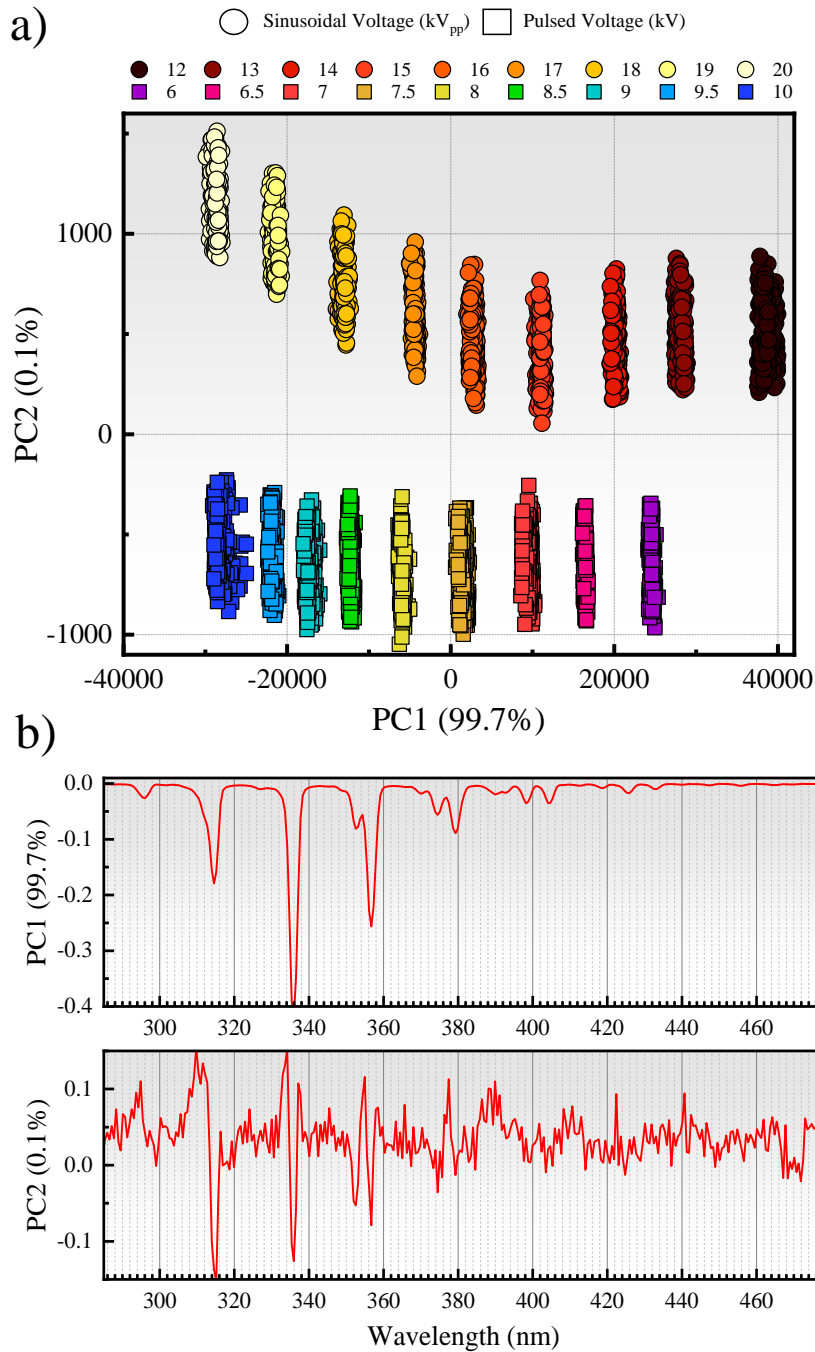 a)
Sinusoidal Voltage (kVpp) Pulsed Voltage (kV)
12 13 14 15 16 17 18 19 20
6 6.5 7 7.5 8 8.5 9 9.5 10
1000
0
-1000
PC2 (0.1%)
-40000 -20000 0 20000 40000
PC1 (99.7%)
b)
0.0
-0.1
-0.2
-0.3
-0.4
PC1 (99.7%)
300 320 340 360 380 400 420 440 460
0.1
0.0
-0.1
PC2 (0.1%)
300 320 340 360 380 400 420 440 460
Wavelength (nm)